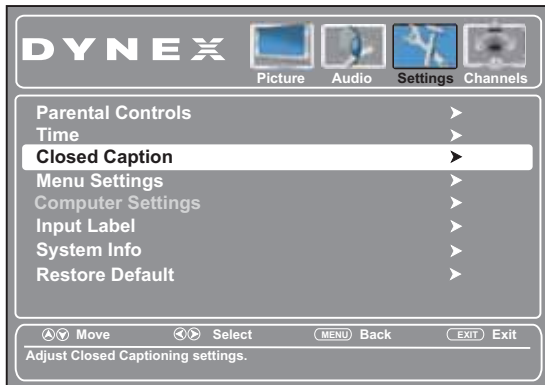 DYNEX
Picture Audio Settings Channels
Parental Controls
Time
Closed Caption
Menu Settings
Computer Settings
Input Label
System Info
Restore Default
Move Select MENU Back EXIT Exit
Adjust Closed Captioning settings.